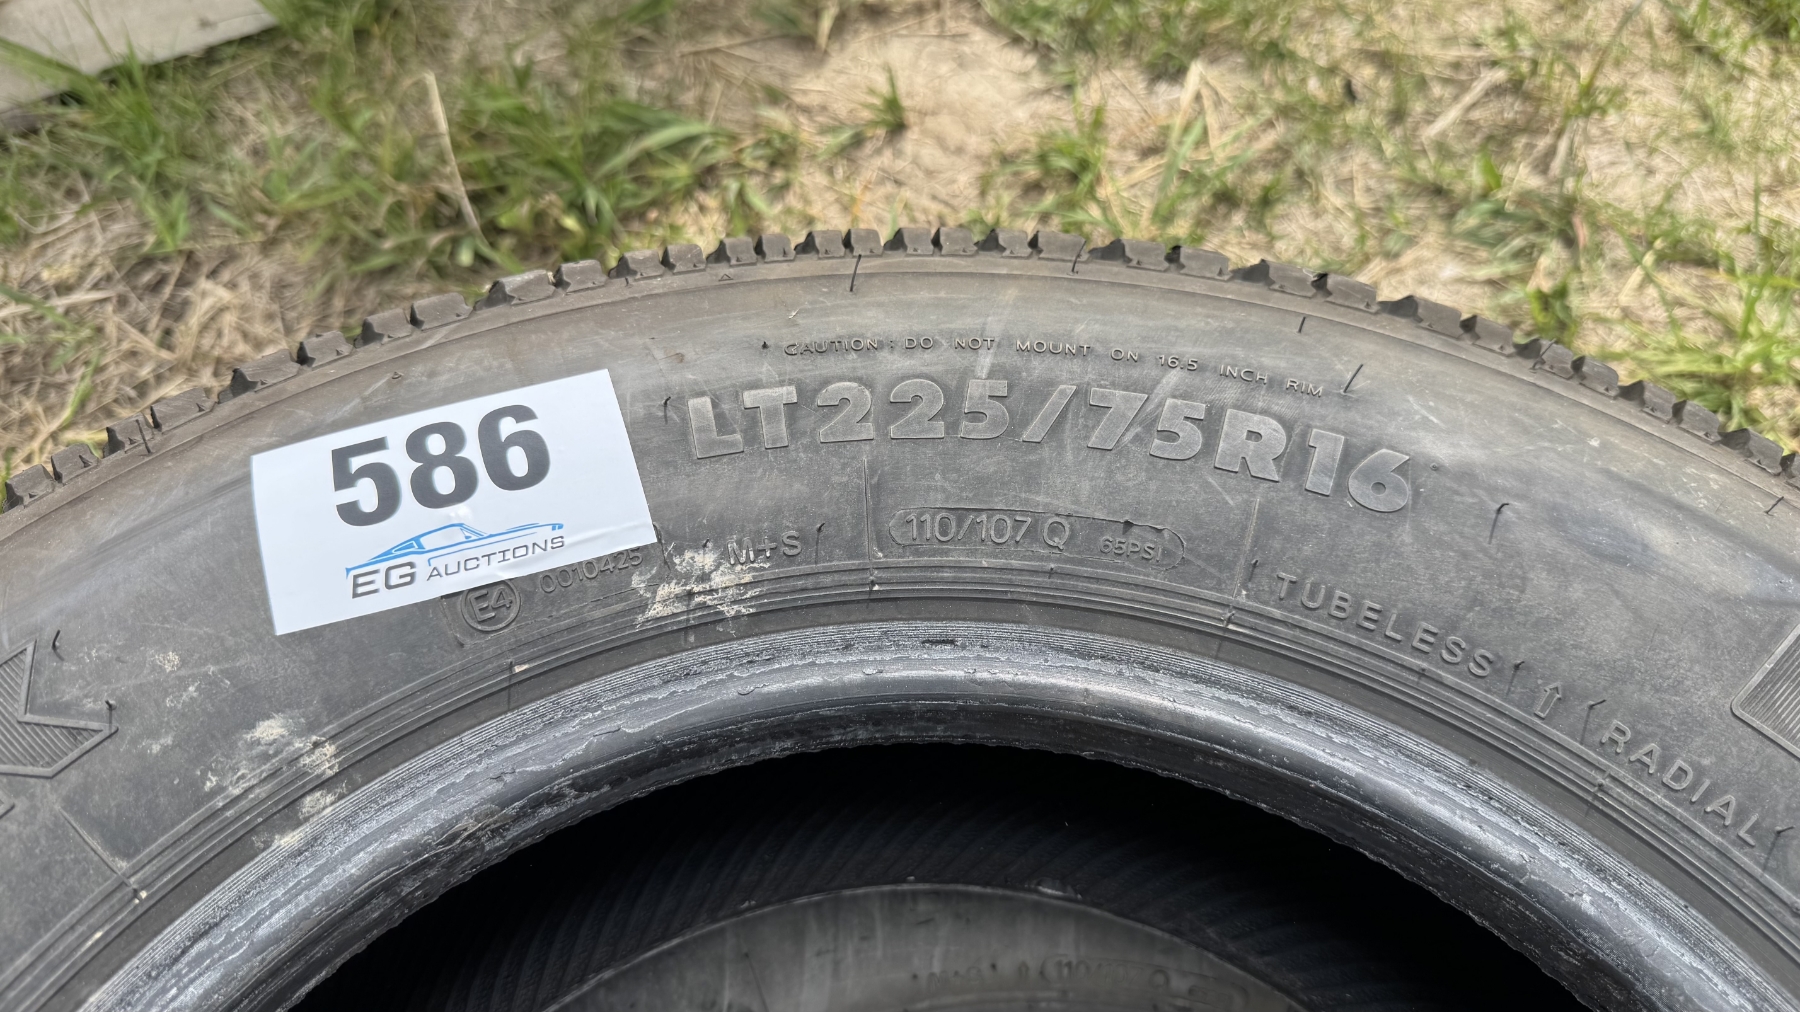 CAUTION : DO NOT MOUNT ON 16.5 INCH RIM
LT225/75R16
586
EG AUCTIONS
E4 0010425 M+S
110/107 Q 65PSI
TUBELESS
RADIAL